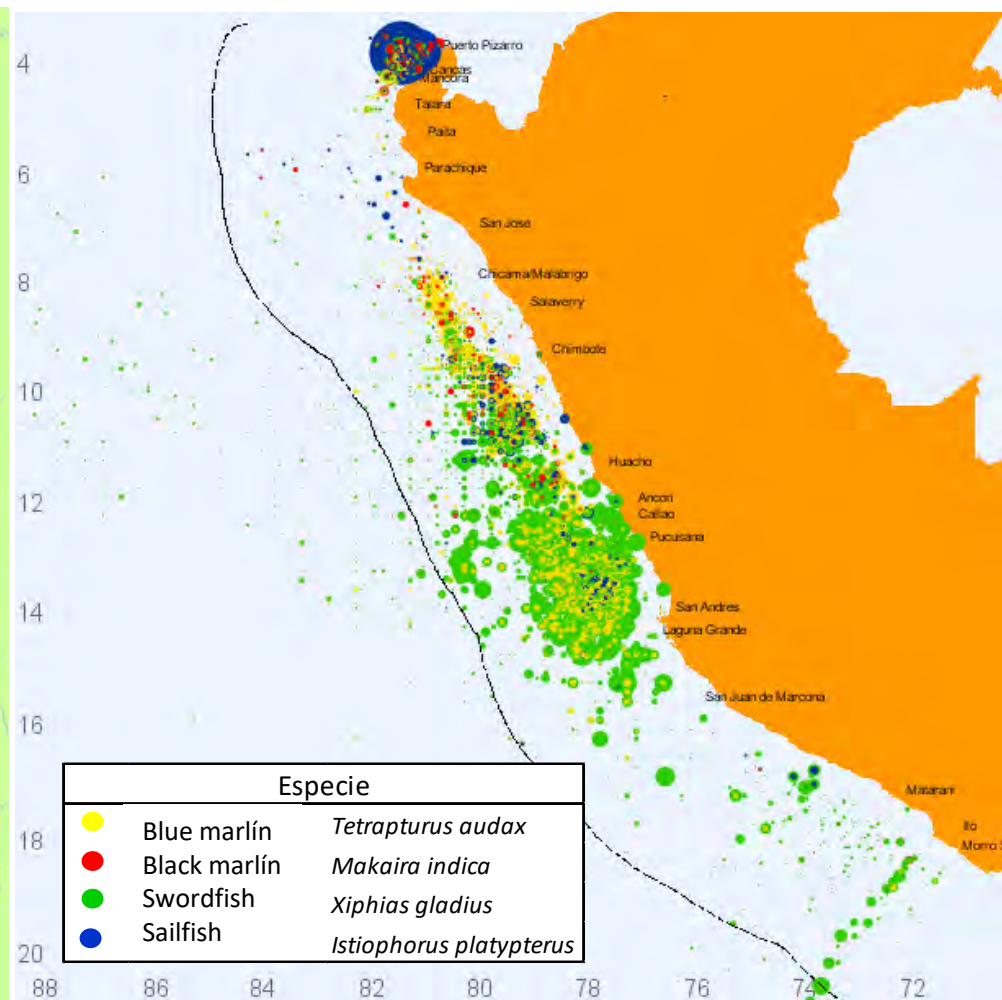 4
6
8
10
12
14
16
18
20
88 86 84 82 80 78 76 74 72
Puerto Pizarro
Cancas
Mancora
Talara
Paita
Parachique
San Jose
Chicama/Malabrigo
Salaverry
Chimbote
Huacho
Ancon
Callao
Pucusana
San Andres
Laguna Grande
San Juan de Marcona
Matarani
Ilo
Morro S
Especie
Blue marlín Tetrapturus audax
Black marlín Makaira indica
Swordfish Xiphias gladius
Sailfish Istiophorus platypterus